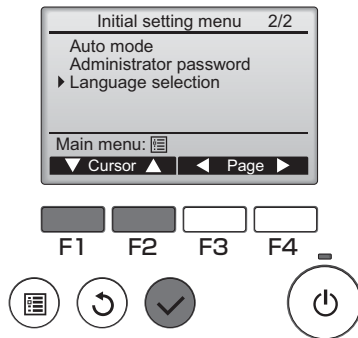 Initial setting menu 2/2
Auto mode
Administrator password
Language selection
Main menu:
▼ Cursor ▲ ◀ Page ▶
F1 F2 F3 F4